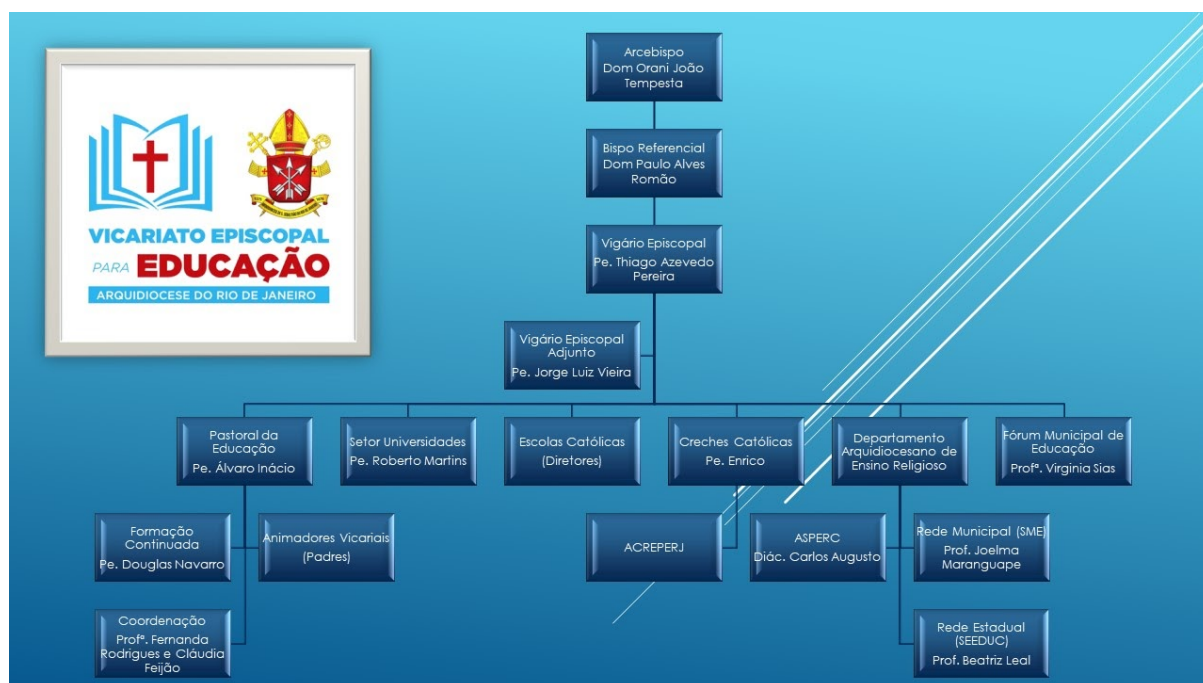 VICARIATO EPISCOPAL
PARA EDUCAÇÃO
ARQUIDIOCESE DO RIO DE JANEIRO
Arcebispo
Dom Orani João
Tempesta
Bispo Referencial
Dom Paulo Alves
Romão
Vigário Episcopal
Pe. Thiago Azevedo
Pereira
Vigário Episcopal
Adjunto
Pe. Jorge Luiz Vieira
Pastoral da
Educação
Pe. Álvaro Inácio
Setor Universidades
Pe. Roberto Martins
Escolas Católicas
(Diretores)
Creches Católicas
Pe. Enrico
Departamento
Arquidiocesano de
Ensino Religioso
Fórum Municipal de
Educação
Profª. Virginia Sias
Formação
Continuada
Pe. Douglas Navarro
Animadores Vicariais
(Padres)
ACREPERJ
ASPERC
Diác. Carlos Augusto
Rede Municipal (SME)
Prof. Joelma
Maranguape
Coordenação
Profª. Fernanda
Rodrigues e Cláudia
Feijão
Rede Estadual
(SEEDUC)
Prof. Beatriz Leal